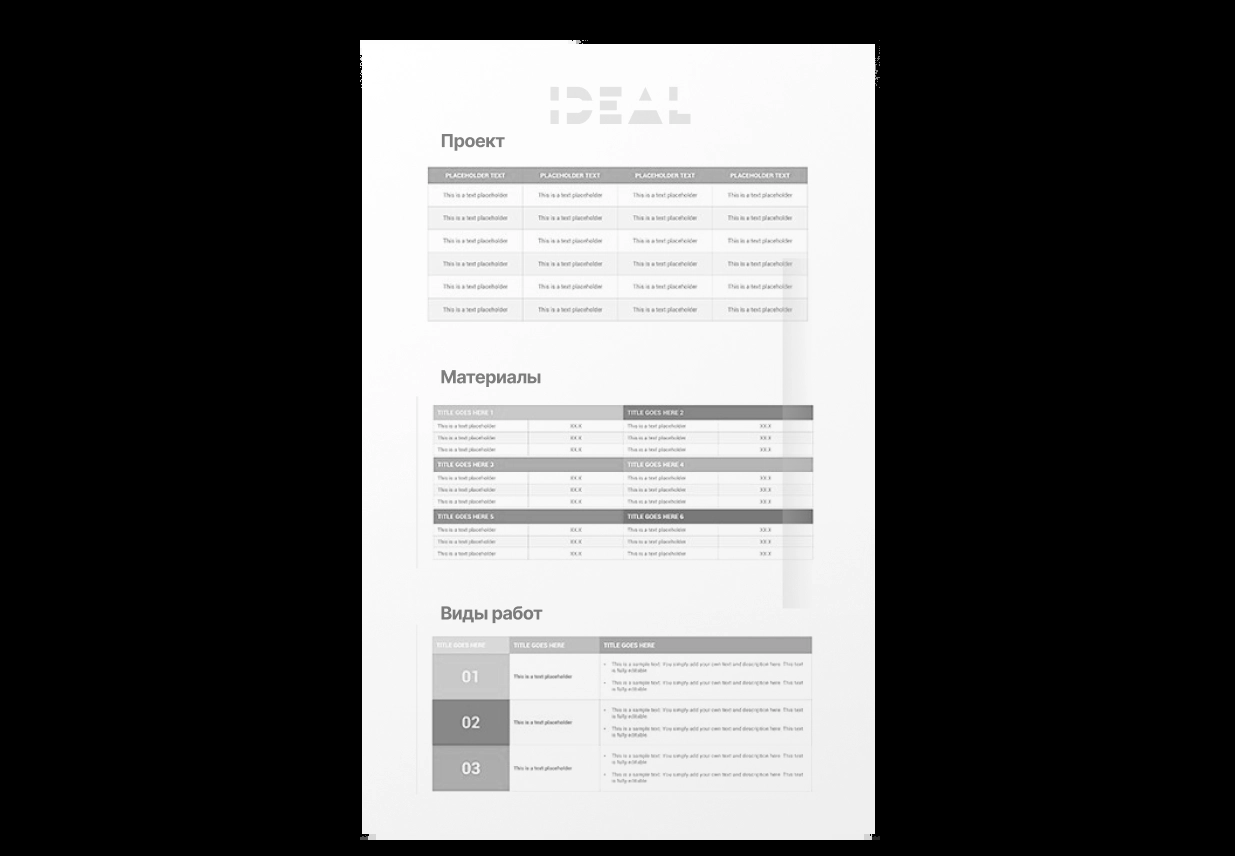 IDEAL
Проект
PLACEHOLDER TEXT PLACEHOLDER TEXT PLACEHOLDER TEXT PLACEHOLDER TEXT
This is a text placeholder This is a text placeholder This is a text placeholder This is a text placeholder
This is a text placeholder This is a text placeholder This is a text placeholder This is a text placeholder
This is a text placeholder This is a text placeholder This is a text placeholder This is a text placeholder
This is a text placeholder This is a text placeholder This is a text placeholder This is a text placeholder
This is a text placeholder This is a text placeholder This is a text placeholder This is a text placeholder
This is a text placeholder This is a text placeholder This is a text placeholder This is a text placeholder
Материалы
TITLE GOES HERE 1 TITLE GOES HERE 2
This is a text placeholder XX.X This is a text placeholder XX.X
This is a text placeholder XX.X This is a text placeholder XX.X
This is a text placeholder XX.X This is a text placeholder XX.X
TITLE GOES HERE 3 TITLE GOES HERE 4
This is a text placeholder XX.X This is a text placeholder XX.X
This is a text placeholder XX.X This is a text placeholder XX.X
This is a text placeholder XX.X This is a text placeholder XX.X
TITLE GOES HERE 5 TITLE GOES HERE 6
This is a text placeholder XX.X This is a text placeholder XX.X
This is a text placeholder XX.X This is a text placeholder XX.X
This is a text placeholder XX.X This is a text placeholder XX.X
Виды работ
TITLE GOES HERE TITLE GOES HERE TITLE GOES HERE
01 This is a text placeholder
• This is a sample text. You simply add your own text and description here. This text
is fully editable
• This is a sample text. You simply add your own text and description here. This text
is fully editable
02 This is a text placeholder
• This is a sample text. You simply add your own text and description here. This text
is fully editable
• This is a sample text. You simply add your own text and description here. This text
is fully editable
03 This is a text placeholder
• This is a sample text. You simply add your own text and description here. This text
is fully editable
• This is a sample text. You simply add your own text and description here. This text
is fully editable